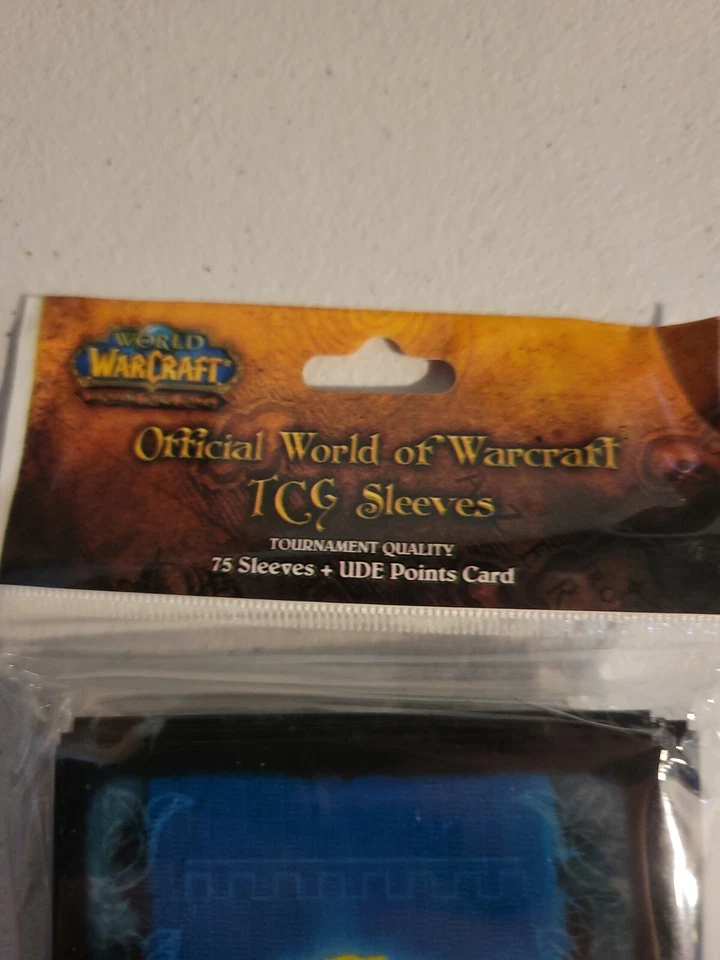 WORLD
WARCRAFT
Official World of Warcraft
TCG Sleeves
TOURNAMENT QUALITY
75 Sleeves + UDE Points Card